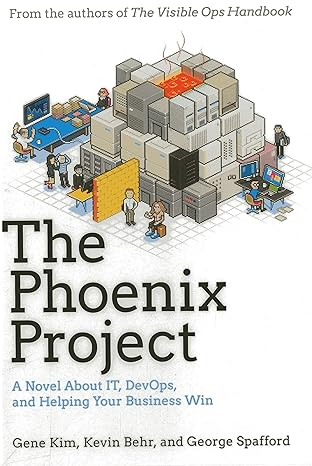 From the authors of The Visible Ops Handbook
The
Phoenix
Project
A Novel About IT, DevOps,
and Helping Your Business Win
Gene Kim, Kevin Behr, and George Spafford